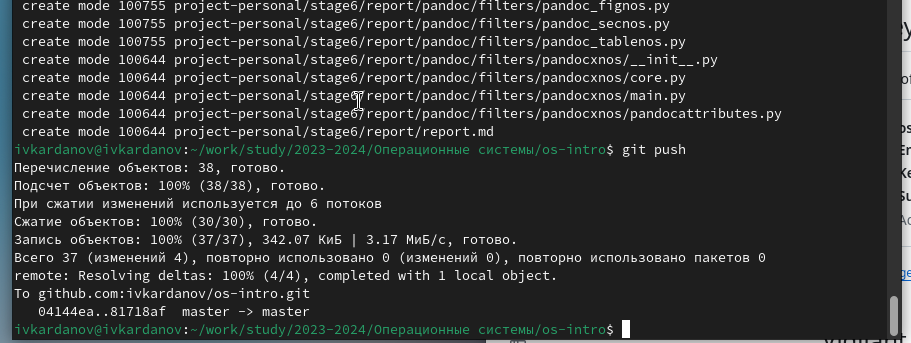 create mode 100755 project-personal/stage6/report/pandoc/filters/pandoc_fignos.py
create mode 100755 project-personal/stage6/report/pandoc/filters/pandoc_secnos.py
create mode 100755 project-personal/stage6/report/pandoc/filters/pandoc_tablenos.py
create mode 100644 project-personal/stage6/report/pandoc/filters/pandocxnos/__init__.py
create mode 100644 project-personal/stage6/report/pandoc/filters/pandocxnos/core.py
create mode 100644 project-personal/stage6/report/pandoc/filters/pandocxnos/main.py
create mode 100644 project-personal/stage6/report/pandoc/filters/pandocxnos/pandocattributes.py
create mode 100644 project-personal/stage6/report/report.md
ivkardanov@ivkardanov:~/work/study/2023-2024/Операционные системы/os-intro$ git push
Перечисление объектов: 38, готово.
Подсчет объектов: 100% (38/38), готово.
При сжатии изменений используется до 6 потоков
Сжатие объектов: 100% (30/30), готово.
Запись объектов: 100% (37/37), 342.07 КиБ | 3.17 МиБ/с, готово.
Всего 37 (изменений 4), повторно использовано 0 (изменений 0), повторно использовано пакетов 0
remote: Resolving deltas: 100% (4/4), completed with 1 local object.
To github.com:ivkardanov/os-intro.git
04144ea..81718af  master -> master
ivkardanov@ivkardanov:~/work/study/2023-2024/Операционные системы/os-intro$